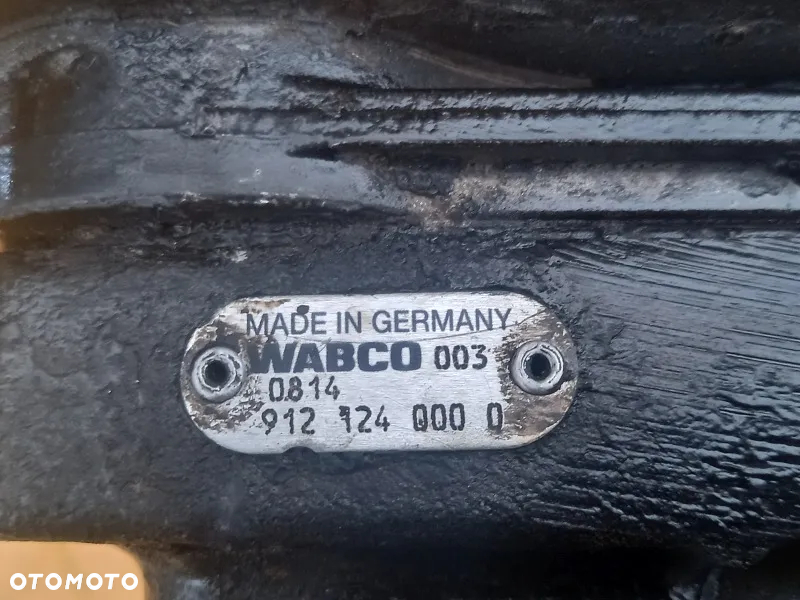 MADE IN GERMANY
WABCO 003
0814
912 124 000 0
OTOMOTO